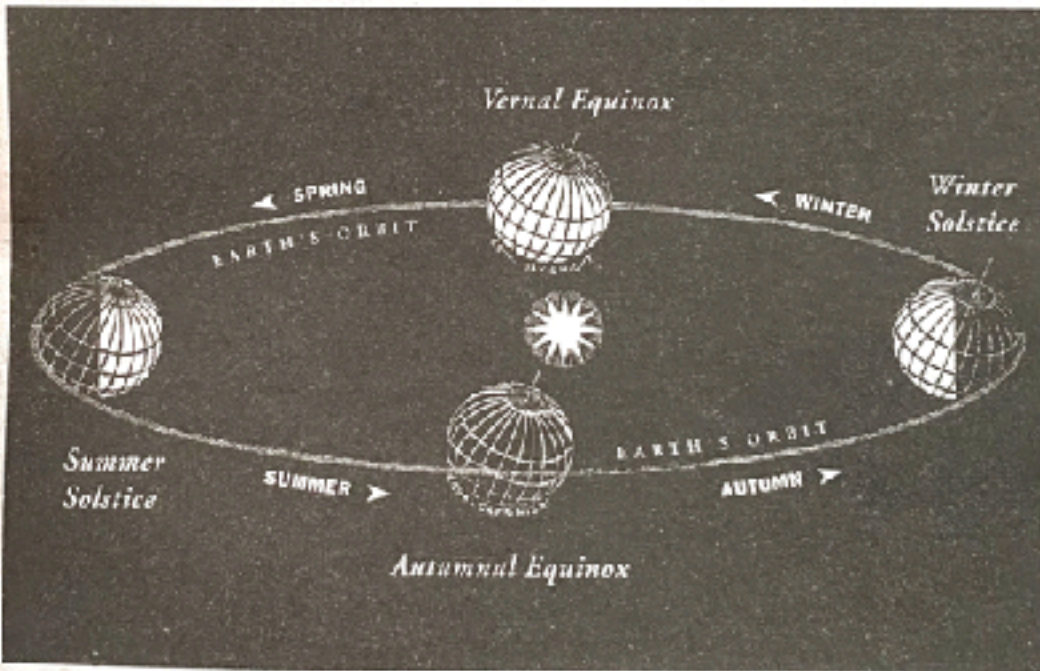 Vernal Equinox
SPRING
WINTER
Winter
Solstice
EARTH'S ORBIT
EARTH'S ORBIT
Summer
Solstice
SUMMER
AUTUMN
Autumnal Equinox